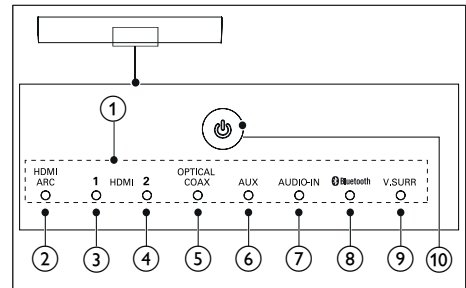 1
HDMI
ARC
1 HDMI 2
OPTICAL
COAX
AUX
AUDIO-IN
Bluetooth
V.SURR
2
3
4
5
6
7
8
9
10